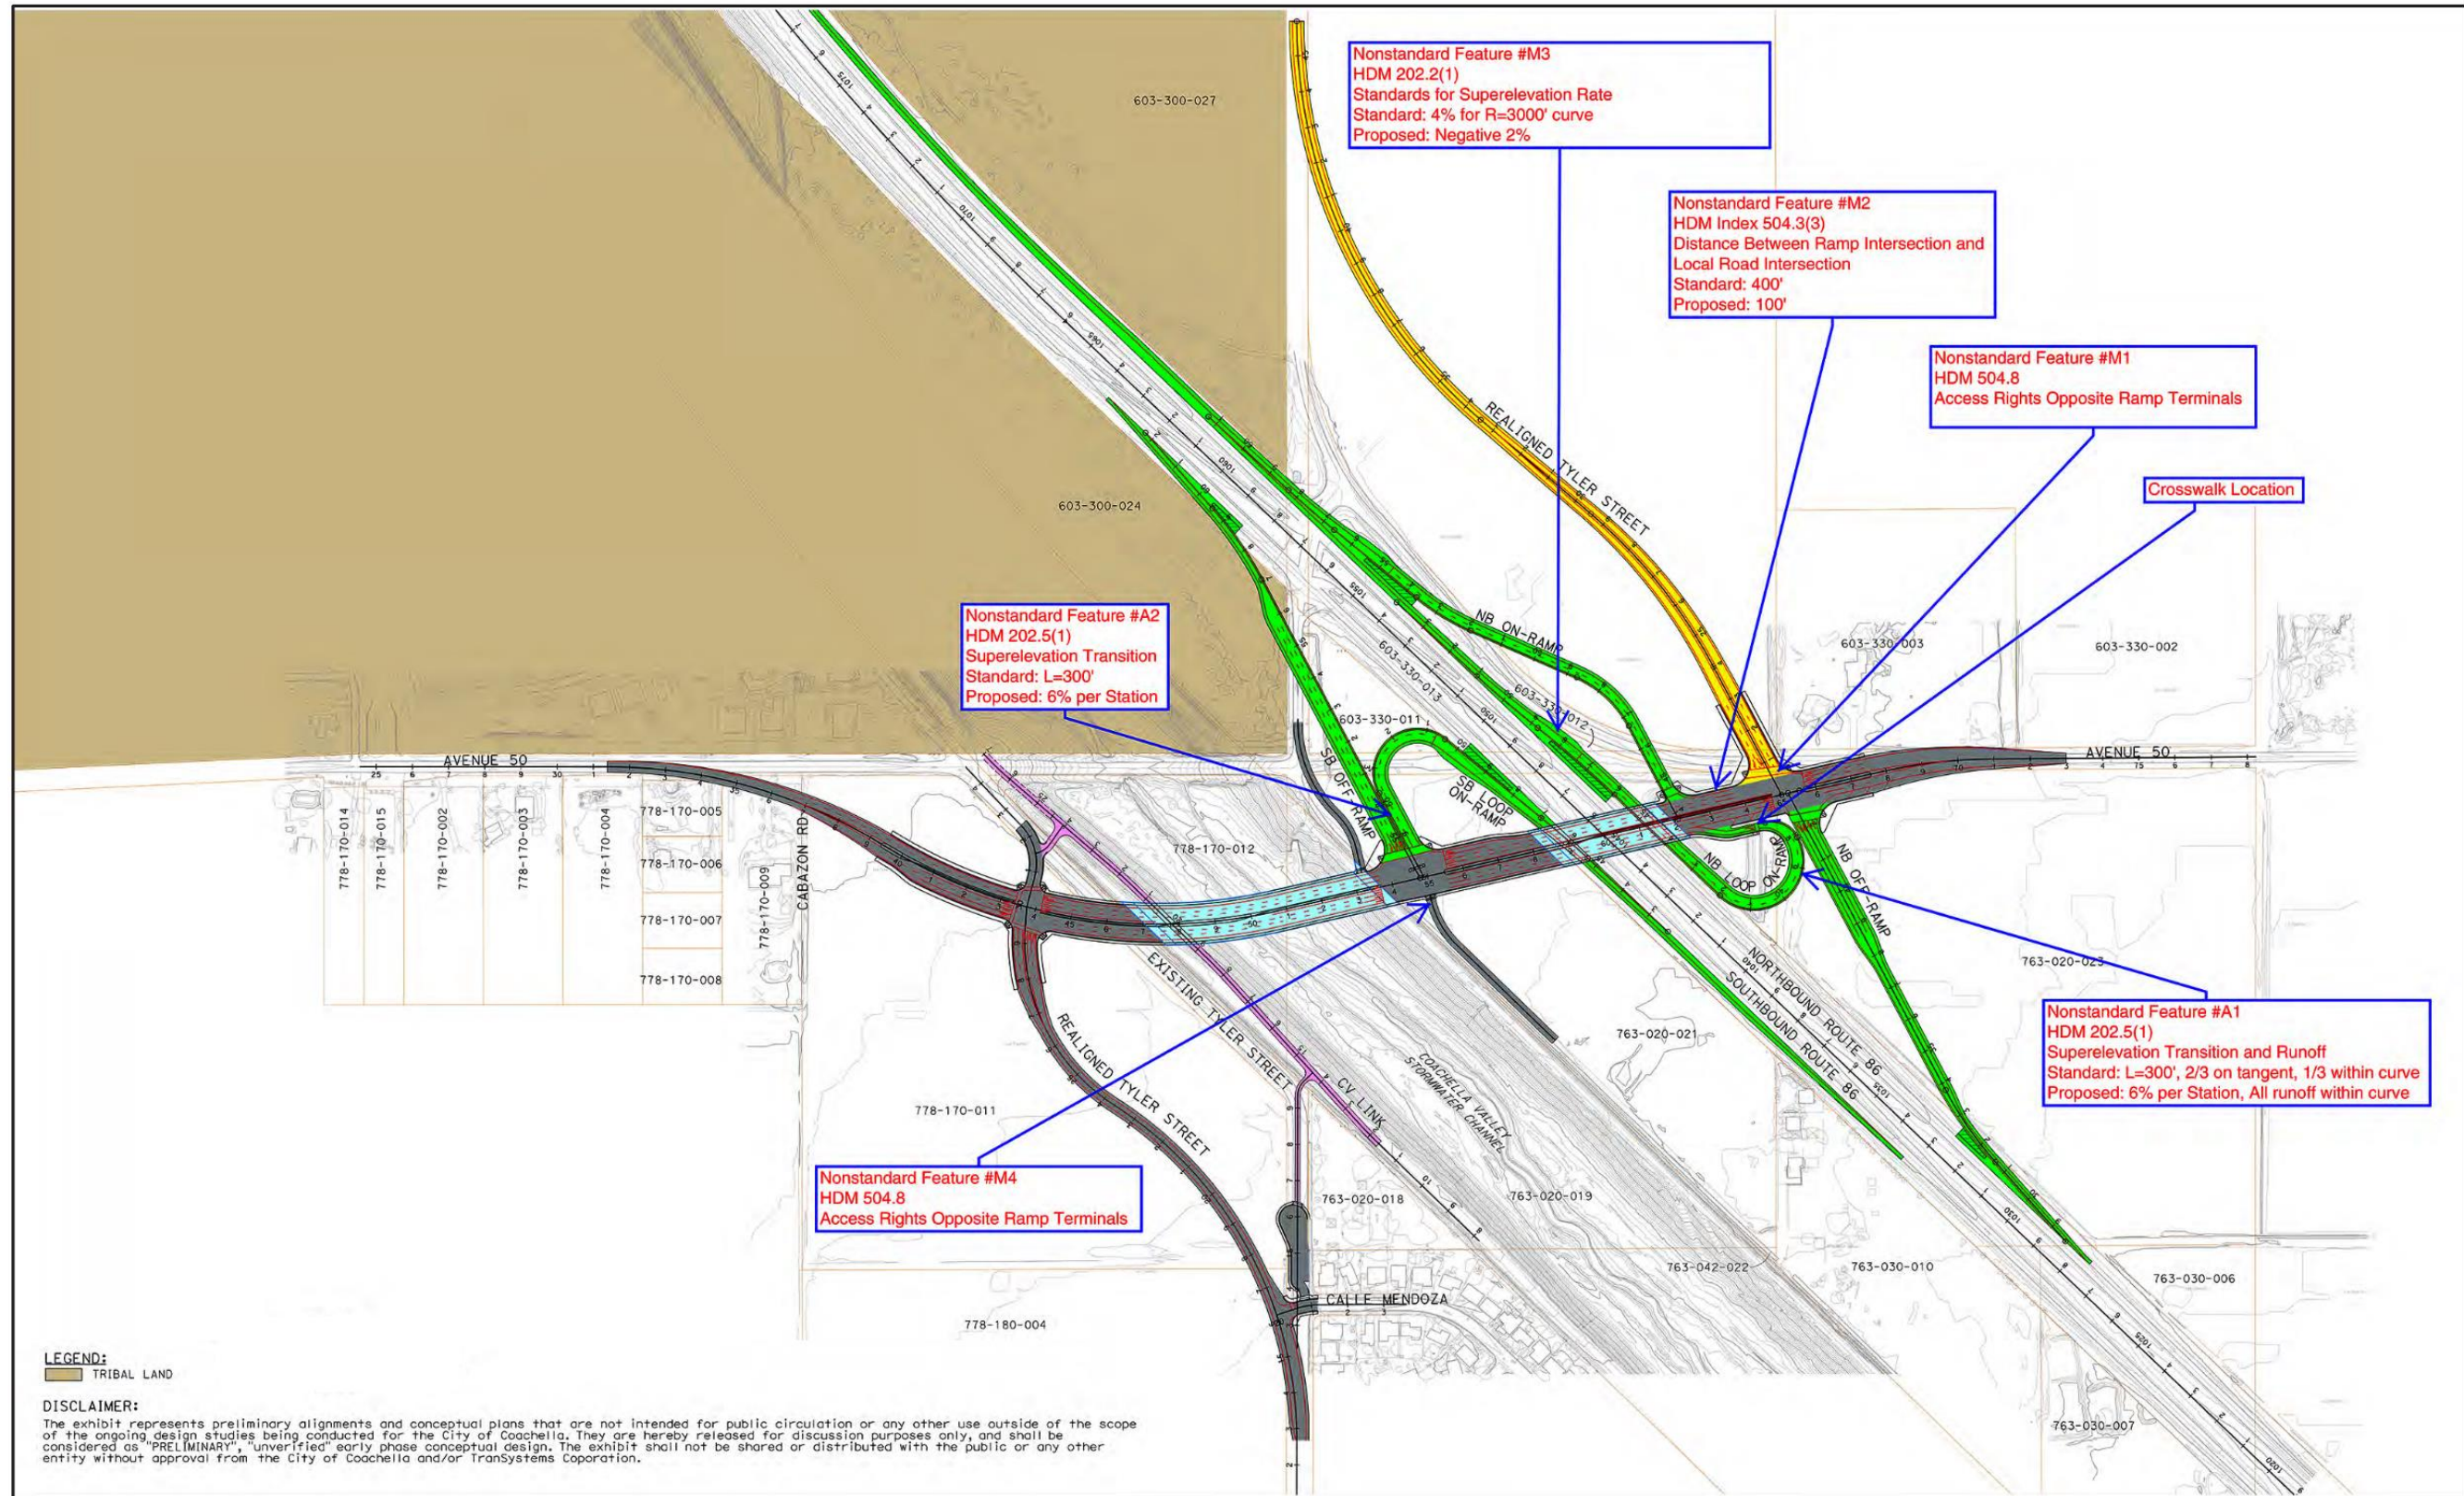 Nonstandard Feature #M3
HDM 202.2(1)
Standards for Superelevation Rate
Standard: 4% for R=3000' curve
Proposed: Negative 2%
603-300-027
Nonstandard Feature #M2
HDM Index 504.3(3)
Distance Between Ramp Intersection and
Local Road Intersection
Standard: 400'
Proposed: 100'
Nonstandard Feature #M1
HDM 504.8
Access Rights Opposite Ramp Terminals
Crosswalk Location
REALIGNED TYLER STREET
603-300-024
Nonstandard Feature #A2
HDM 202.5(1)
Superelevation Transition
Standard: L=300'
Proposed: 6% per Station
NB ON-RAMP
603-330-013
603-330-012
603-330-011
603-330-003
603-330-002
AVENUE 50
AVENUE 50
SB OFF-RAMP
SB LOOP
ON-RAMP
NB LOOP
ON-RAMP
NB OFF-RAMP
778-170-014
778-170-015
778-170-002
778-170-003
778-170-004
778-170-005
778-170-006
778-170-007
778-170-008
778-170-009
CABAZON RD
778-170-012
763-020-023
NORTHBOUND ROUTE 86
SOUTHBOUND ROUTE 86
EXISTING TYLER STREET
REALIGNED TYLER STREET
CV LINK
COACHELLA VALLEY
STORMWATER CHANNEL
763-020-021
Nonstandard Feature #A1
HDM 202.5(1)
Superelevation Transition and Runoff
Standard: L=300', 2/3 on tangent, 1/3 within curve
Proposed: 6% per Station, All runoff within curve
778-170-011
Nonstandard Feature #M4
HDM 504.8
Access Rights Opposite Ramp Terminals
763-020-018
763-020-019
763-042-022
763-030-010
763-030-006
CALLE MENDOZA
778-180-004
763-030-007
1075
1070
1065
1060
1055
1050
1040
1035
1030
1025
1020
LEGEND:
TRIBAL LAND
DISCLAIMER:
The exhibit represents preliminary alignments and conceptual plans that are not intended for public circulation or any other use outside of the scope
of the ongoing design studies being conducted for the City of Coachella. They are hereby released for discussion purposes only, and shall be
considered as "PRELIMINARY", "unverified" early phase conceptual design. The exhibit shall not be shared or distributed with the public or any other
entity without approval from the City of Coachella and/or TranSystems Coporation.